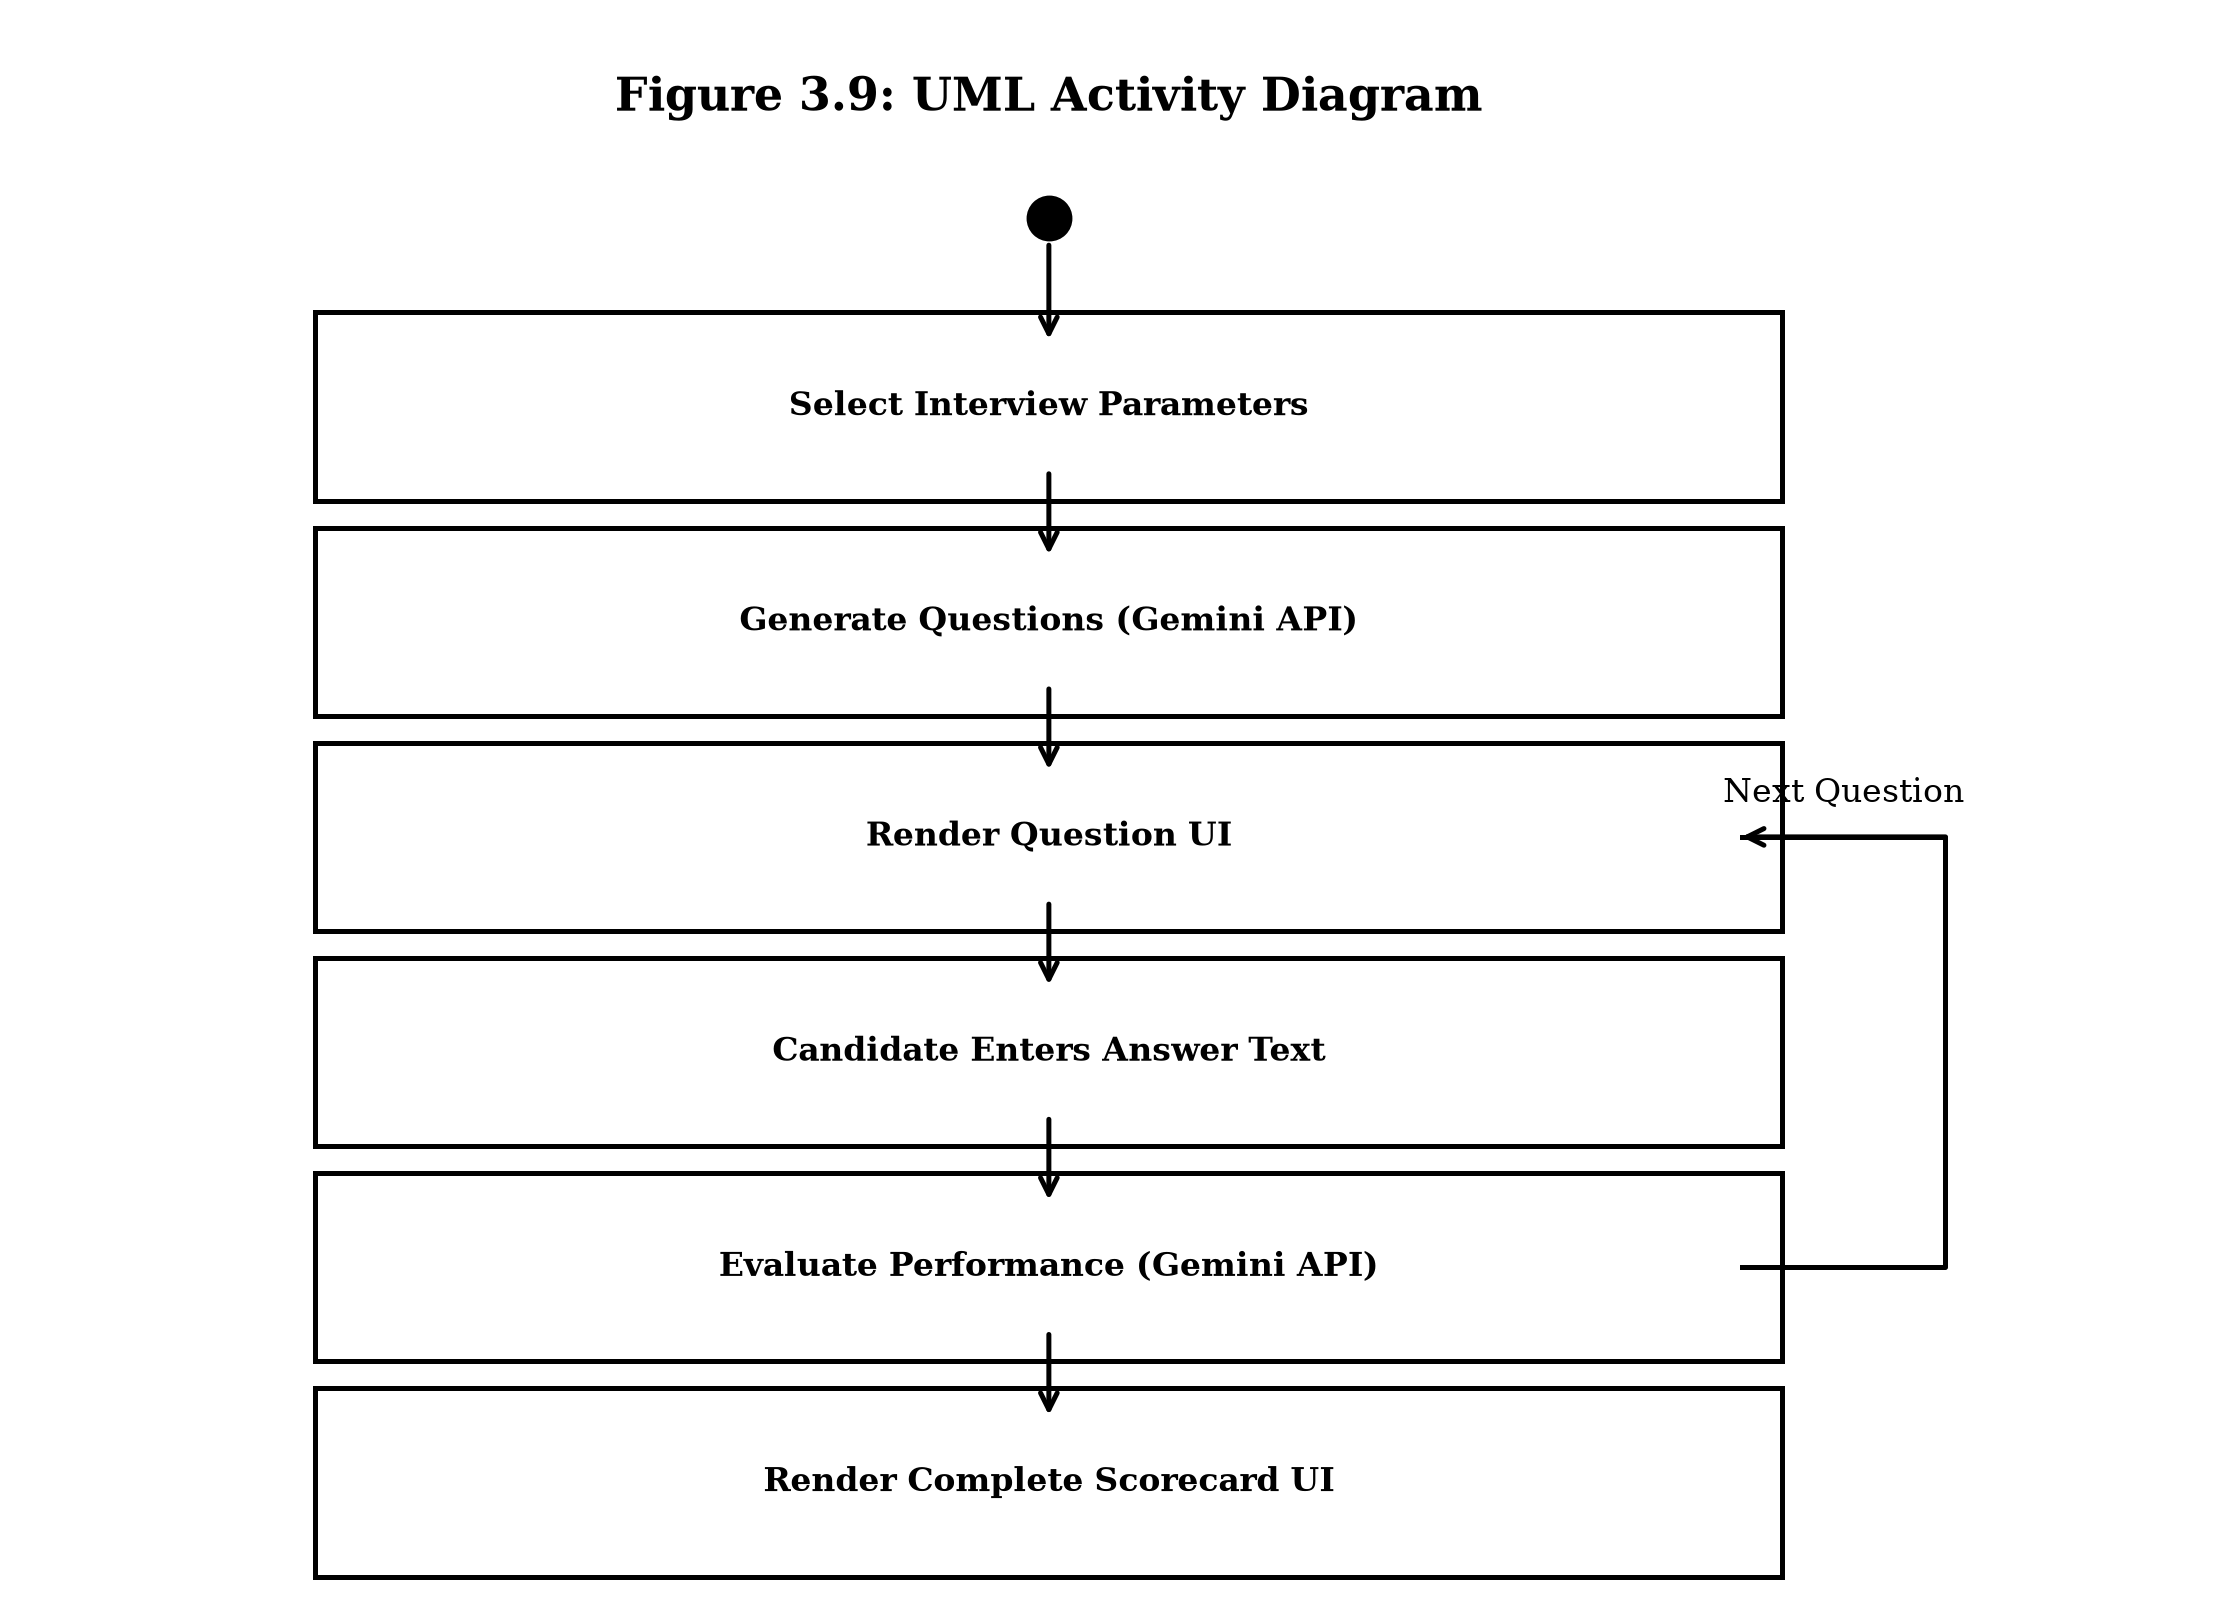 Figure 3.9: UML Activity Diagram
Select Interview Parameters
Generate Questions (Gemini API)
Next Question
Render Question UI
Candidate Enters Answer Text
Evaluate Performance (Gemini API)
Render Complete Scorecard UI